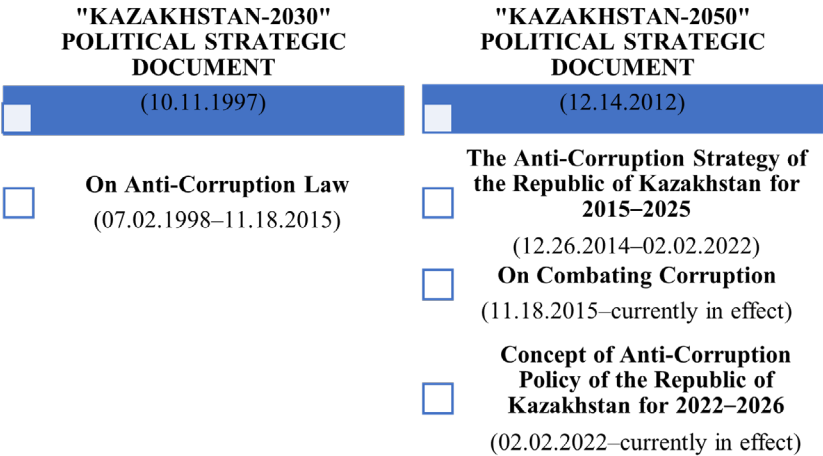 "KAZAKHSTAN-2030"
POLITICAL STRATEGIC
DOCUMENT
(10.11.1997)
On Anti-Corruption Law
(07.02.1998–11.18.2015)
"KAZAKHSTAN-2050"
POLITICAL STRATEGIC
DOCUMENT
(12.14.2012)
The Anti-Corruption Strategy of
the Republic of Kazakhstan for
2015–2025
(12.26.2014–02.02.2022)
On Combating Corruption
(11.18.2015–currently in effect)
Concept of Anti-Corruption
Policy of the Republic of
Kazakhstan for 2022–2026
(02.02.2022–currently in effect)